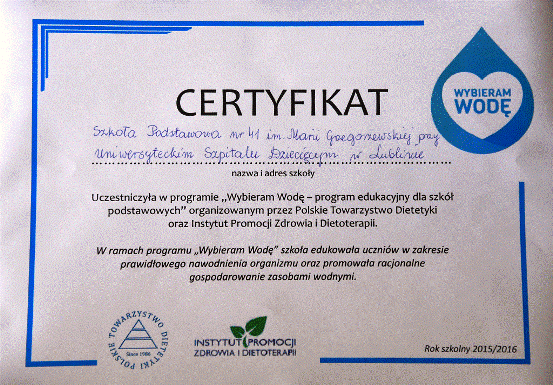 WYBIERAM
WODĘ
CERTYFIKAT
Szkoła Podstawowa nr 41 im. Marii Grzegorzewskiej przy
Uniwersyteckim Szpitalu Dziecięcym w Lublinie
nazwa i adres szkoły
Uczestniczyła w programie „Wybieram Wodę – program edukacyjny dla szkół
podstawowych” organizowanym przez Polskie Towarzystwo Dietetyki
oraz Instytut Promocji Zdrowia i Dietoterapii.
W ramach programu „Wybieram Wodę” szkoła edukowała uczniów w zakresie
prawidłowego nawodnienia organizmu oraz promowała racjonalne
gospodarowanie zasobami wodnymi.
POLSKIE TOWARZYSTWO DIETETYKI
Since 1986
INSTYTUT PROMOCJI
ZDROWIA I DIETOTERAPII
Rok szkolny 2015/2016